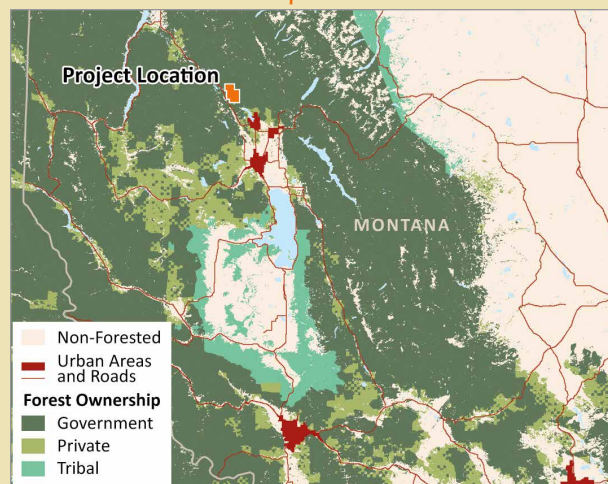 Project Location
MONTANA
Non-Forested
Urban Areas
and Roads
Forest Ownership
Government
Private
Tribal